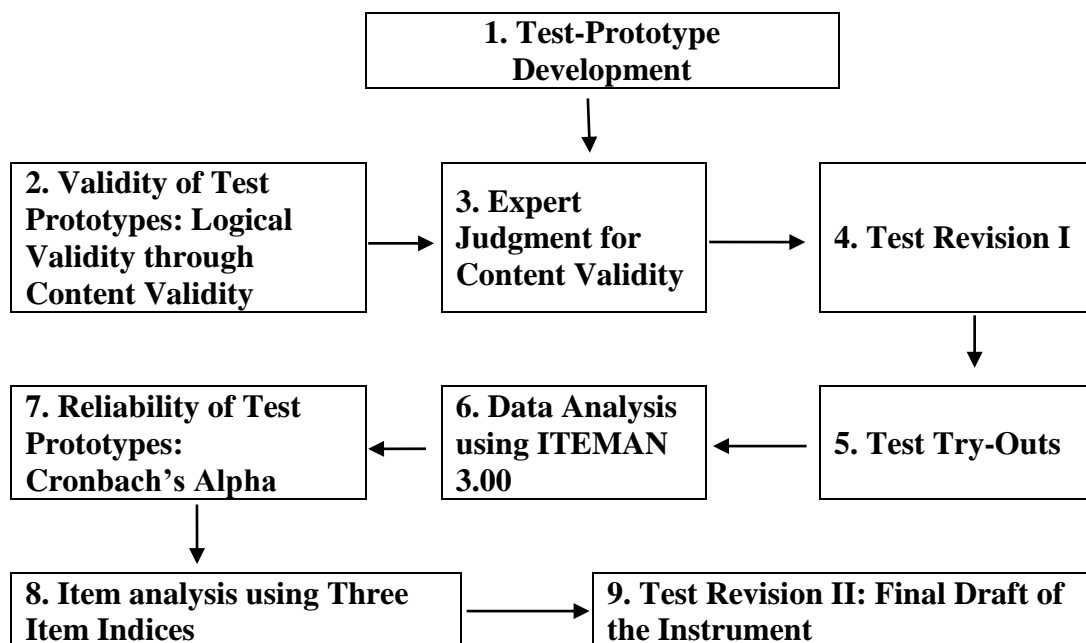 1. Test-Prototype
Development
2. Validity of Test
Prototypes: Logical
Validity through
Content Validity
3. Expert
Judgment for
Content Validity
4. Test Revision I
7. Reliability of Test
Prototypes:
Cronbach’s Alpha
6. Data Analysis
using ITEMAN
3.00
5. Test Try-Outs
8. Item analysis using Three
Item Indices
9. Test Revision II: Final Draft of
the Instrument